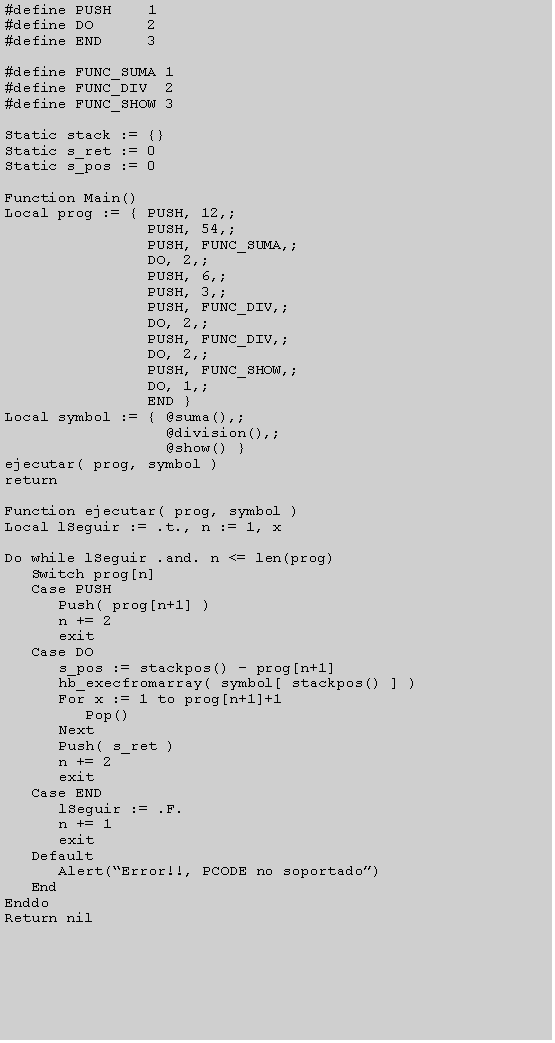 #define PUSH    1
#define DO      2
#define END     3
#define FUNC_SUMA 1
#define FUNC_DIV  2
#define FUNC_SHOW 3
Static stack := {}
Static s_ret := 0
Static s_pos := 0
Function Main()
Local prog := { PUSH, 12,;
                PUSH, 54,;
                PUSH, FUNC_SUMA,;
                DO, 2,;
                PUSH, 6,;
                PUSH, 3,;
                PUSH, FUNC_DIV,;
                DO, 2,;
                PUSH, FUNC_DIV,;
                DO, 2,;
                PUSH, FUNC_SHOW,;
                DO, 1,;
                END }
Local symbol := { @suma(),;
                  @division(),;
                  @show() }
ejecutar( prog, symbol )
return
Function ejecutar( prog, symbol )
Local lSeguir := .t., n := 1, x
Do while lSeguir .and. n <= len(prog)
   Switch prog[n]
   Case PUSH
      Push( prog[n+1] )
      n += 2
      exit
   Case DO
      s_pos := stackpos() - prog[n+1]
      hb_execfromarray( symbol[ stackpos() ] )
      For x := 1 to prog[n+1]+1
         Pop()
      Next
      Push( s_ret )
      n += 2
      exit
   Case END
      lSeguir := .F.
      n += 1
      exit
   Default
      Alert(“Error!!, PCODE no soportado”)
   End
Enddo
Return nil